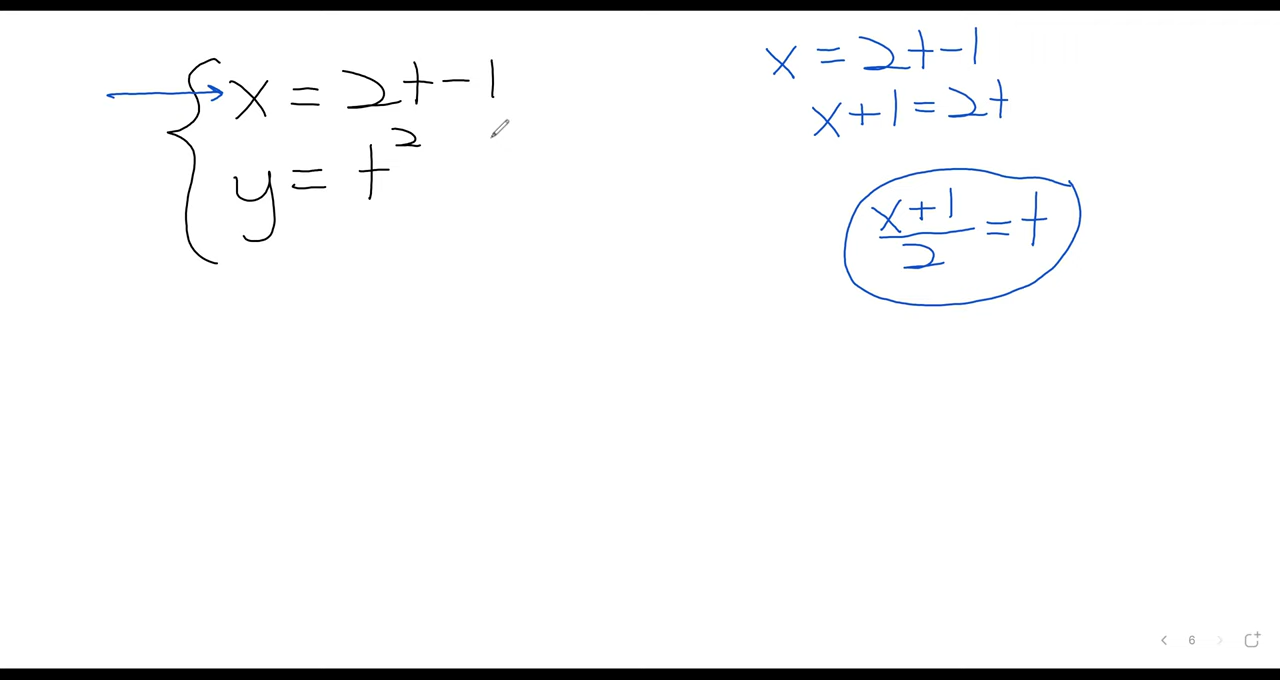 x = 2t-1
y = t²
x = 2t-1
x+1 = 2t
x+1/2 = t
6